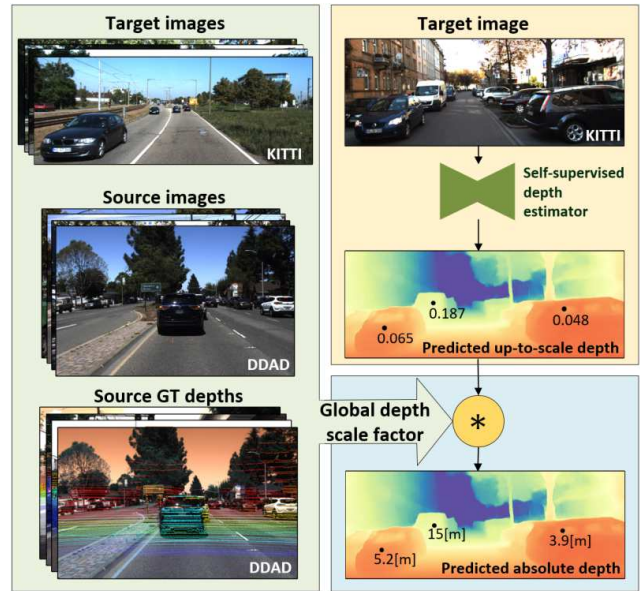 Target images
KITTI
Source images
DDAD
Source GT depths
DDAD
Target image
KITTI
Self-supervised
depth
estimator
0.187
0.048
0.065
Predicted up-to-scale depth
Global depth
scale factor
*
15[m]
3.9[m]
5.2[m]
Predicted absolute depth